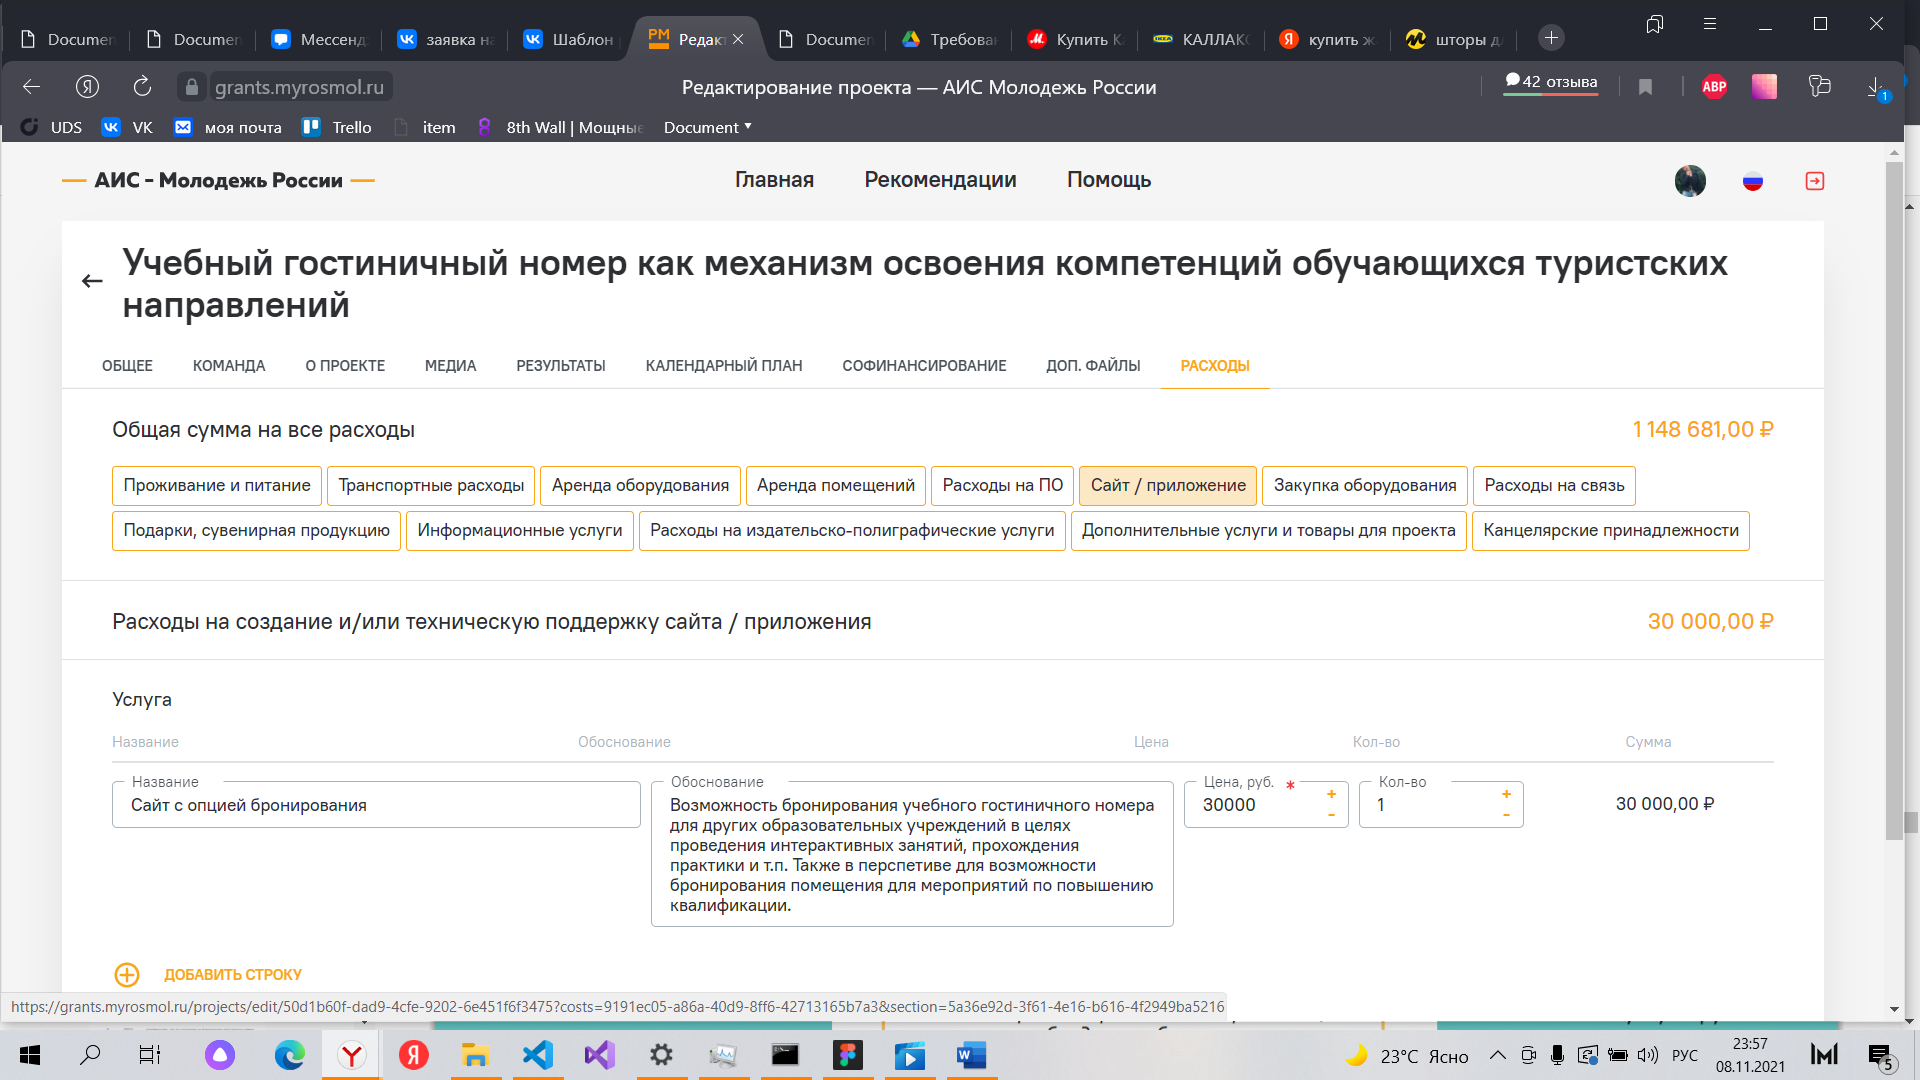 Documen
Documen
Мессенд
заявка на
Шаблон
Редак
Documen
Требован
Купить К
КАЛЛАКС
купить ж
шторы д
grants.myrosmol.ru
Редактирование проекта — АИС Молодежь России
42 отзыва
ABP
1
UDS
VK
моя почта
Trello
item
8th Wall | Мощные
Document
АИС - Молодежь России
Главная
Рекомендации
Помощь
Учебный гостиничный номер как механизм освоения компетенций обучающихся туристских
направлений
ОБЩЕЕ
КОМАНДА
О ПРОЕКТЕ
МЕДИА
РЕЗУЛЬТАТЫ
КАЛЕНДАРНЫЙ ПЛАН
СОФИНАНСИРОВАНИЕ
ДОП. ФАЙЛЫ
РАСХОДЫ
Общая сумма на все расходы
1 148 681,00 ₽
Проживание и питание
Транспортные расходы
Аренда оборудования
Аренда помещений
Расходы на ПО
Сайт / приложение
Закупка оборудования
Расходы на связь
Подарки, сувенирная продукцию
Информационные услуги
Расходы на издательско-полиграфические услуги
Дополнительные услуги и товары для проекта
Канцелярские принадлежности
Расходы на создание и/или техническую поддержку сайта / приложения
30 000,00 ₽
Услуга
Название
Обоснование
Цена
Кол-во
Сумма
Название
Сайт с опцией бронирования
Обоснование
Возможность бронирования учебного гостиничного номера
для других образовательных учреждений в целях
проведения интерактивных занятий, прохождения
практики и т.п. Также в перспетиве для возможности
бронирования помещения для мероприятий по повышению
квалификации.
Цена, руб. *
30000
Кол-во
1
30 000,00 ₽
ДОБАВИТЬ СТРОКУ
https://grants.myrosmol.ru/projects/edit/50d1b60f-dad9-4cfe-9202-6e451f6f3475?costs=9191ec05-a86a-40d9-8ff6-42713165b7a3&section=5a36e92d-3f61-4e16-b616-4f2949ba5216
23°C Ясно
РУС
23:57
08.11.2021
5